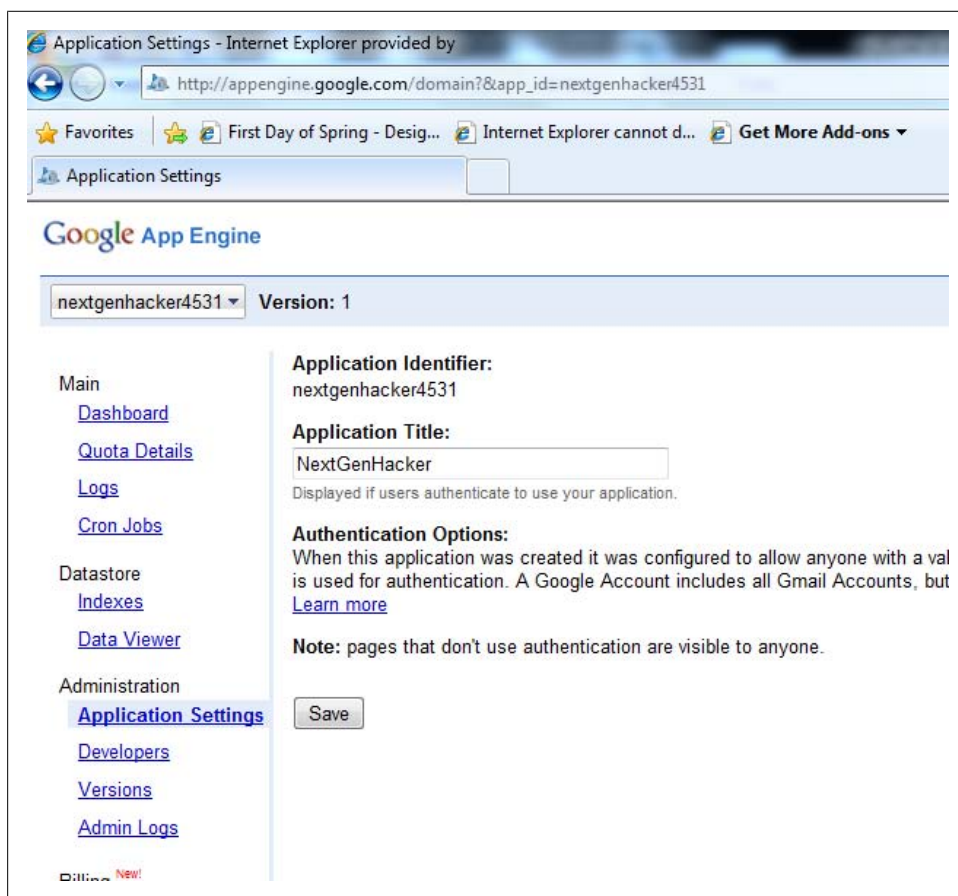 Application Settings - Internet Explorer provided by
http://appengine.google.com/domain?&app_id=nextgenhacker4531
Favorites First Day of Spring - Desig... Internet Explorer cannot d... Get More Add-ons
Application Settings
Google App Engine
nextgenhacker4531 Version: 1
Main
Dashboard
Quota Details
Logs
Cron Jobs
Datastore
Indexes
Data Viewer
Administration
Application Settings
Developers
Versions
Admin Logs
Billing New!
Application Identifier:
nextgenhacker4531
Application Title:
NextGenHacker
Displayed if users authenticate to use your application.
Authentication Options:
When this application was created it was configured to allow anyone with a val
is used for authentication. A Google Account includes all Gmail Accounts, but
Learn more
Note: pages that don't use authentication are visible to anyone.
Save